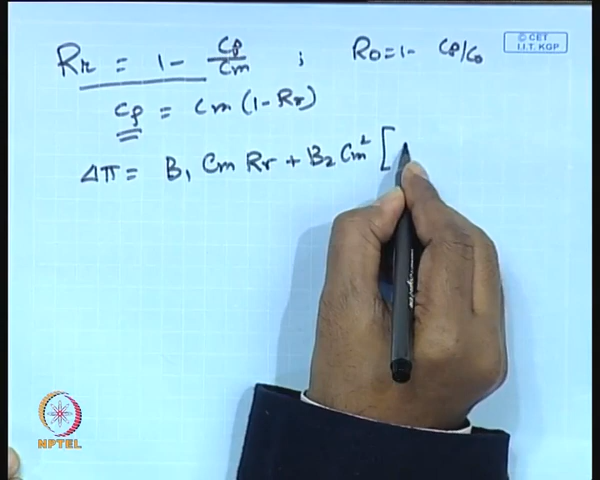 Rr = 1 - Cp/Cm ; Ro = 1 - Cp/Co
© CET
I.I.T. KGP
Cp = Cm (1 - Rr)
Δπ = B1 Cm Rr + B2 Cm² [
NPTEL